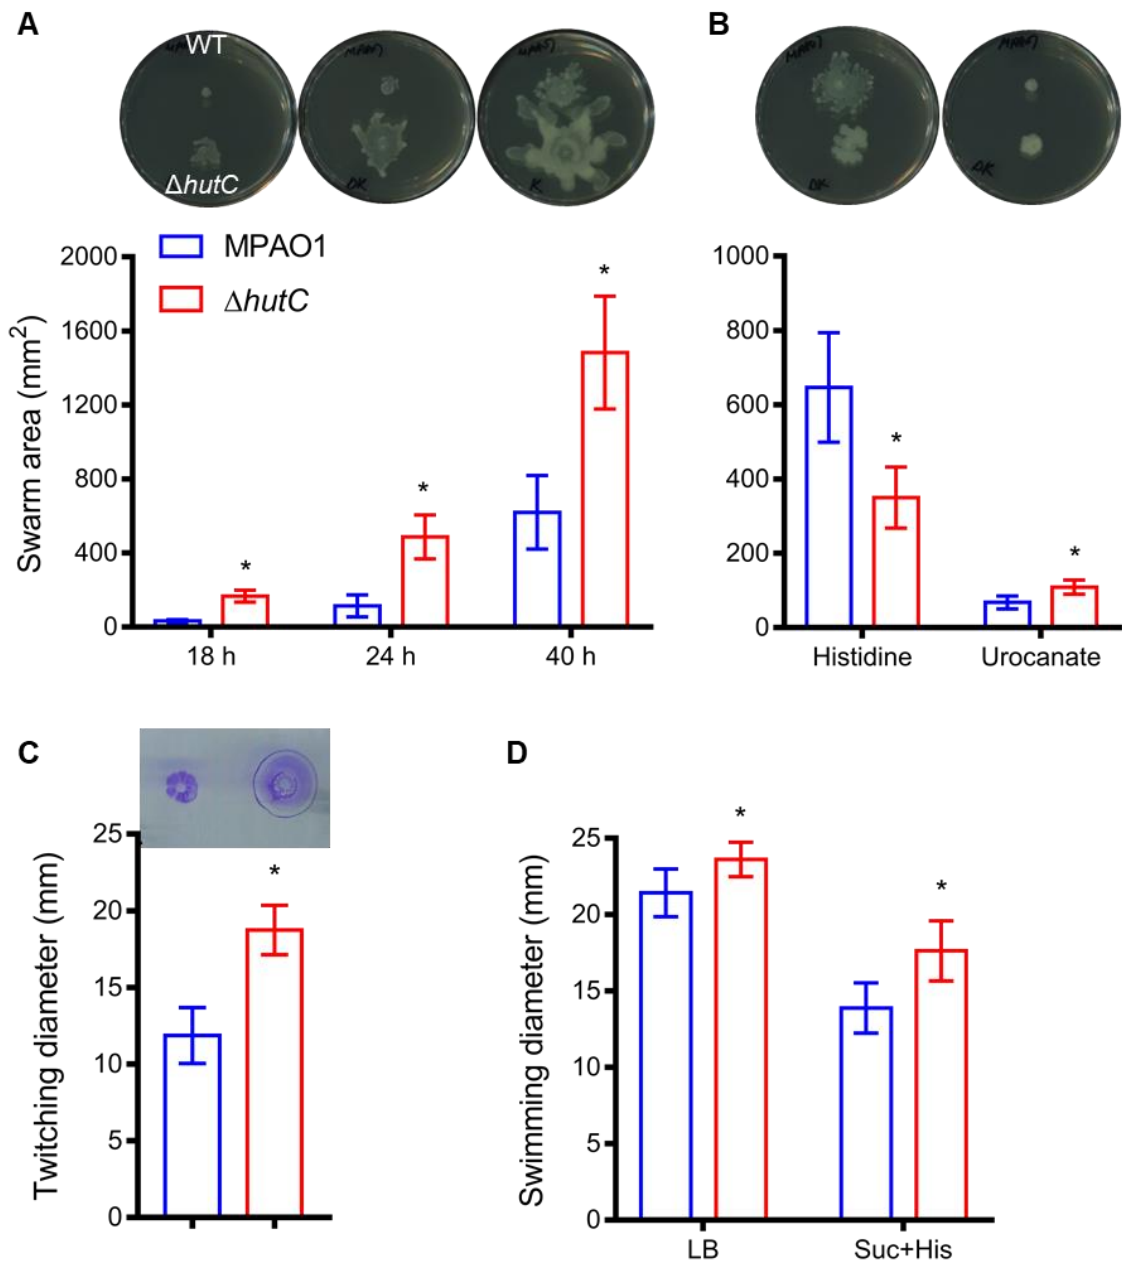 A
B
WT
ΔhutC
MPAO1
ΔhutC
Swarm area (mm²)
2000
1600
1200
800
400
0
*
*
*
18 h
24 h
40 h
1000
800
600
400
200
0
*
*
Histidine
Urocanate
C
D
Twitching diameter (mm)
25
20
15
10
5
0
*
Swimming diameter (mm)
25
20
15
10
5
0
*
*
LB
Suc+His